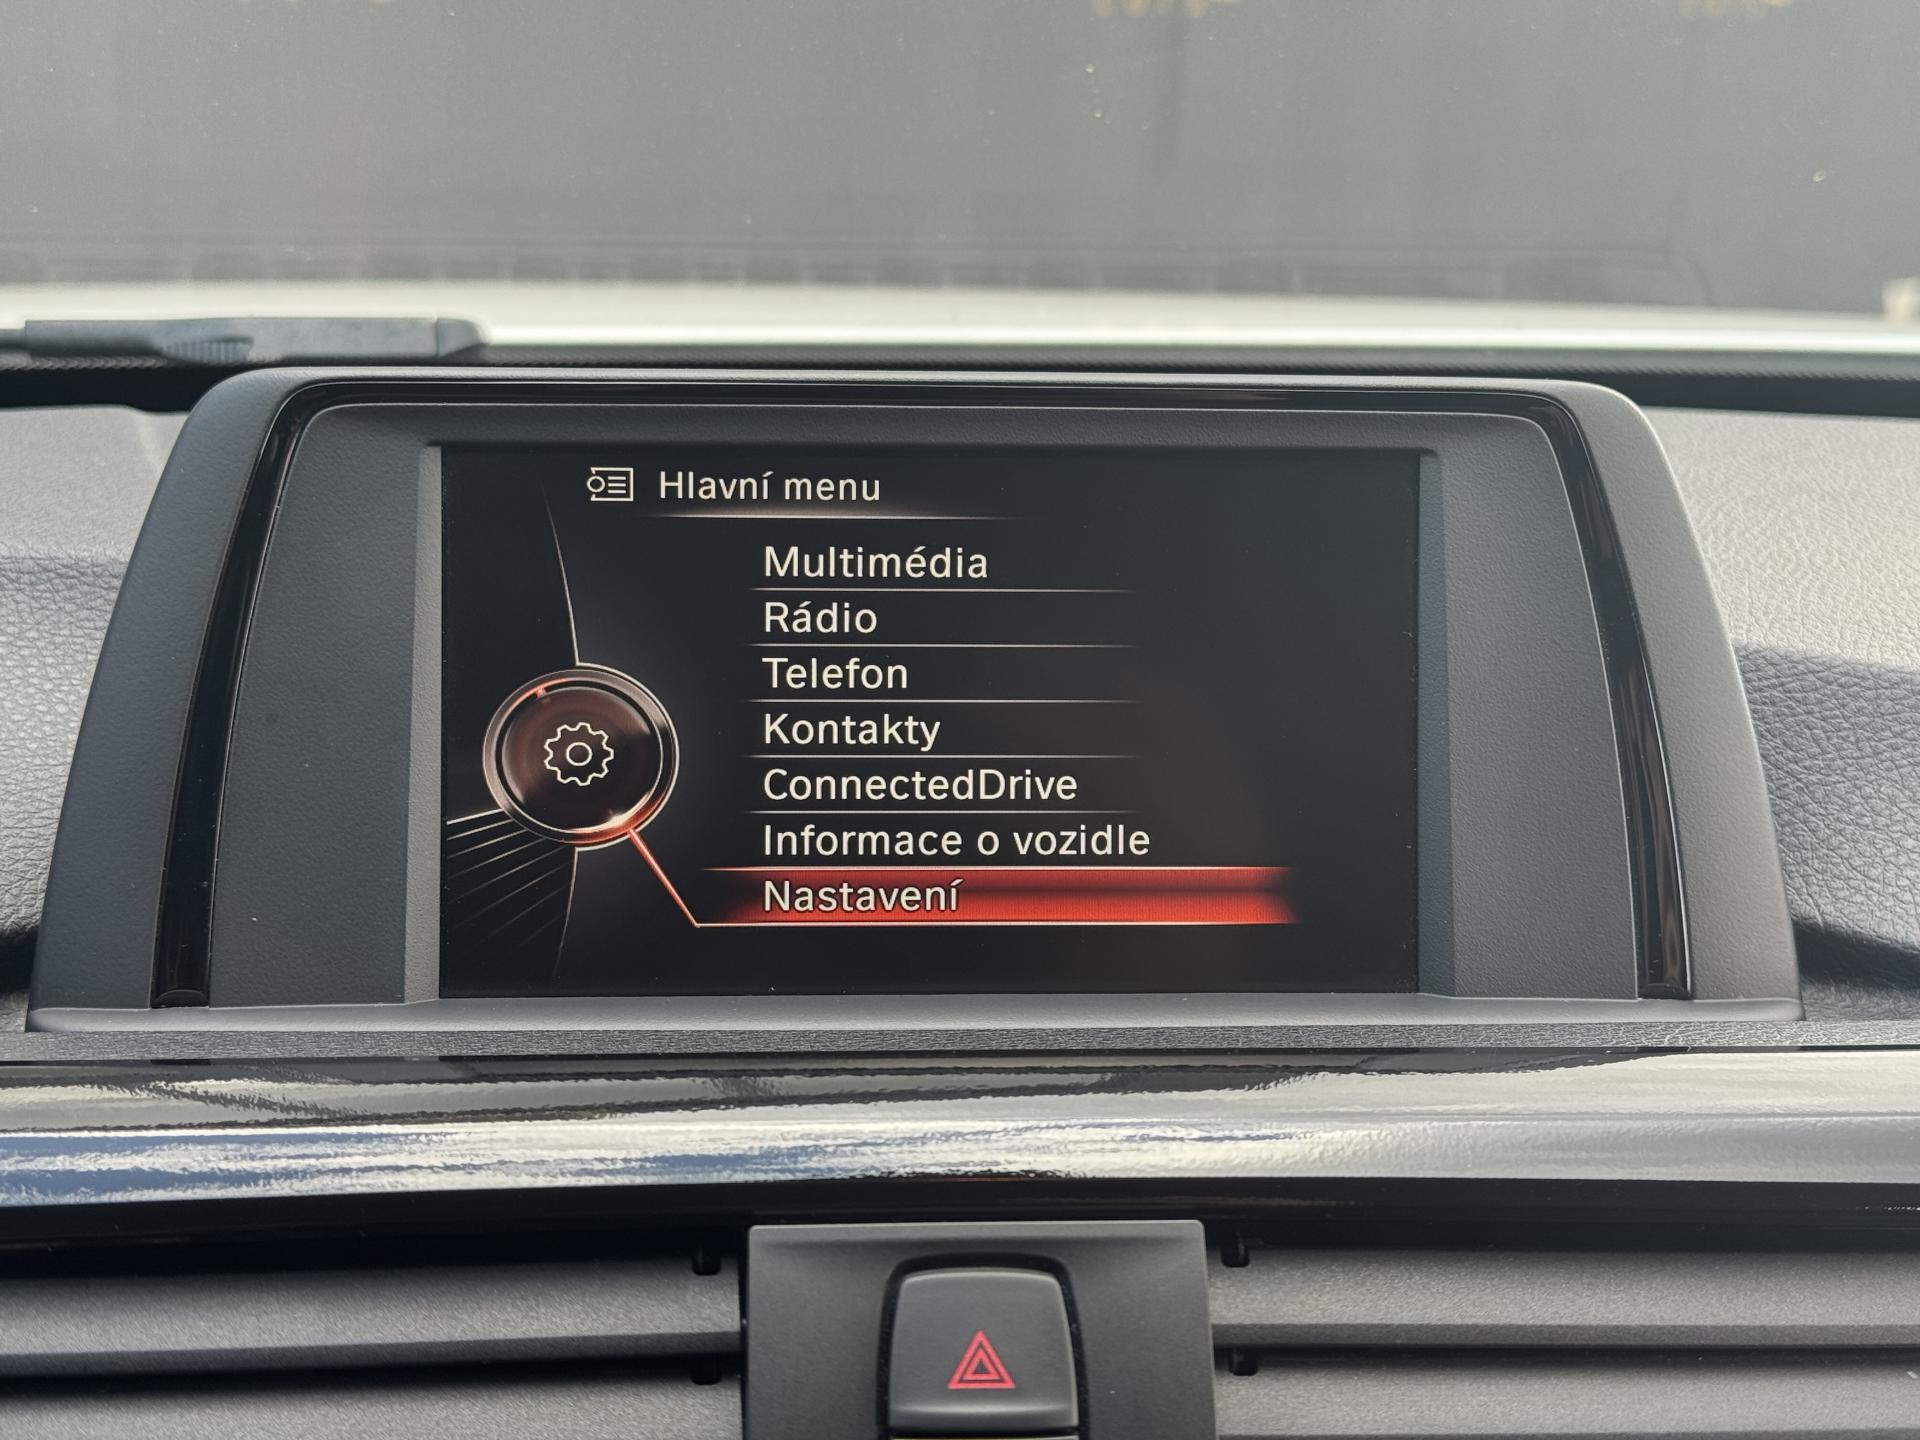 Hlavní menu
Multimédia
Rádio
Telefon
Kontakty
ConnectedDrive
Informace o vozidle
Nastavení